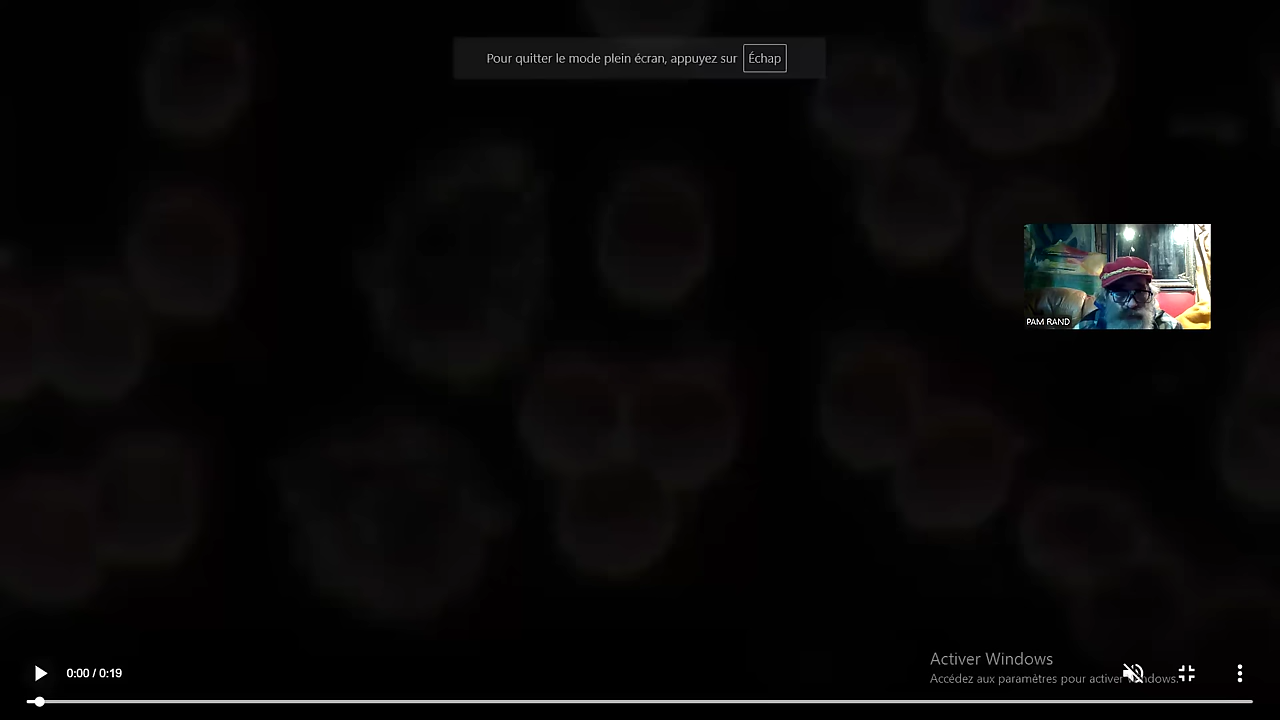 Pour quitter le mode plein écran, appuyez sur Échap
PAM RAND
Activer Windows
0:00 / 0:19
Accédez aux paramètres pour activer Windows.